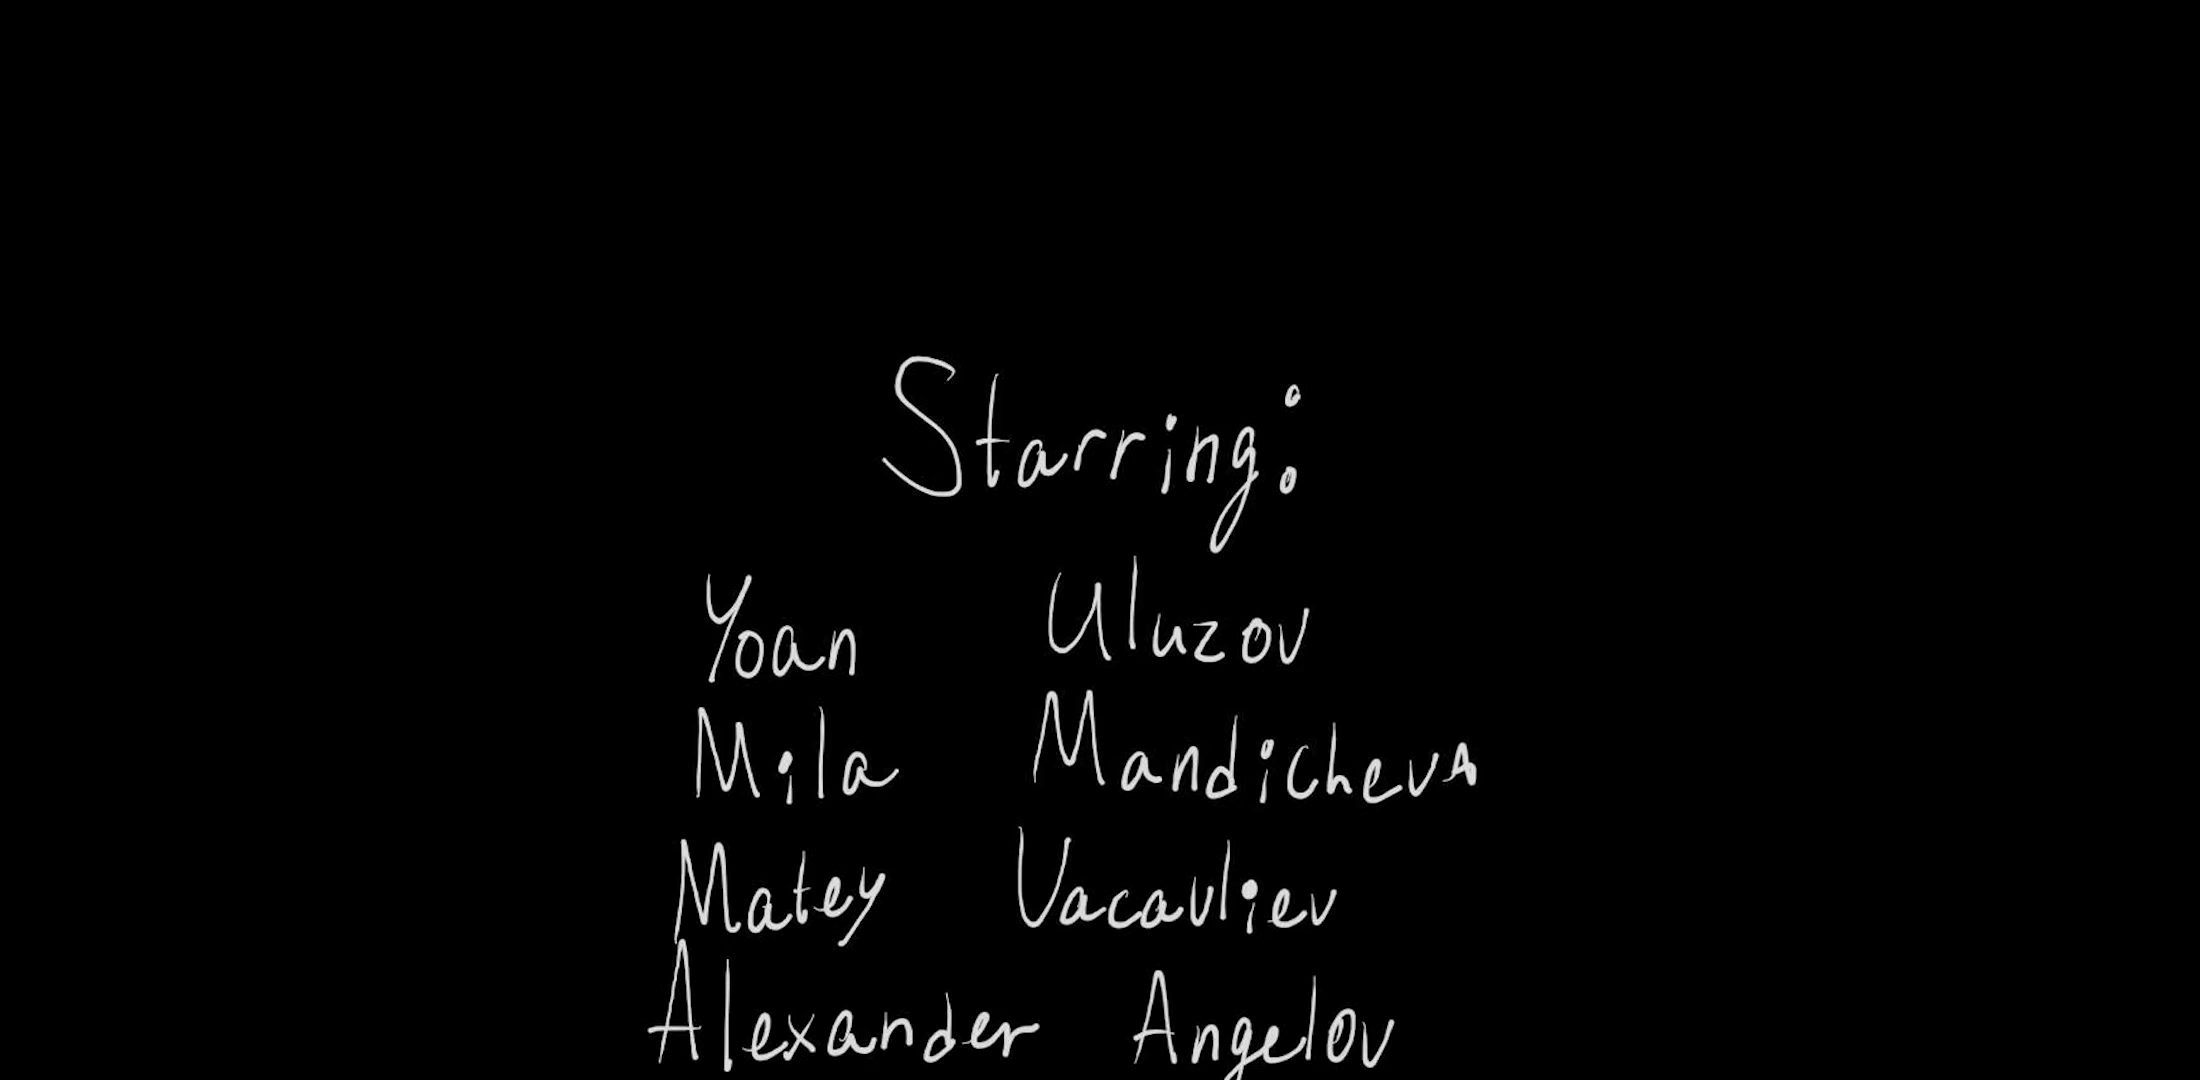 Starring:
Yoan Uluzov
Mila Mandicheva
Matey Vacavliev
Alexander Angelov